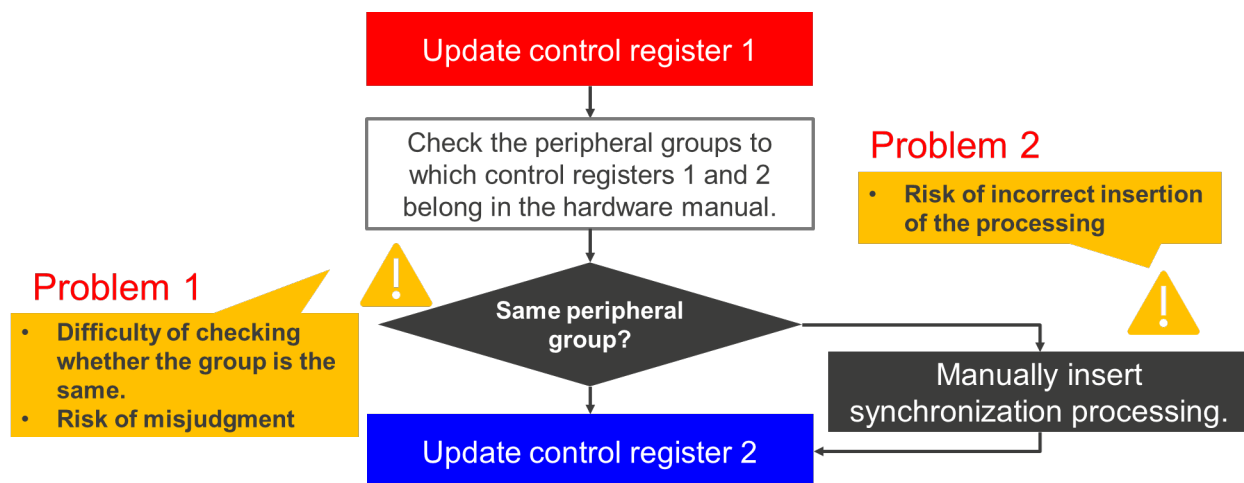 Update control register 1
Check the peripheral groups to
which control registers 1 and 2
belong in the hardware manual.
Problem 2
• Risk of incorrect insertion
of the processing
Problem 1
• Difficulty of checking
whether the group is the
same.
• Risk of misjudgment
Same peripheral
group?
Manually insert
synchronization processing.
Update control register 2